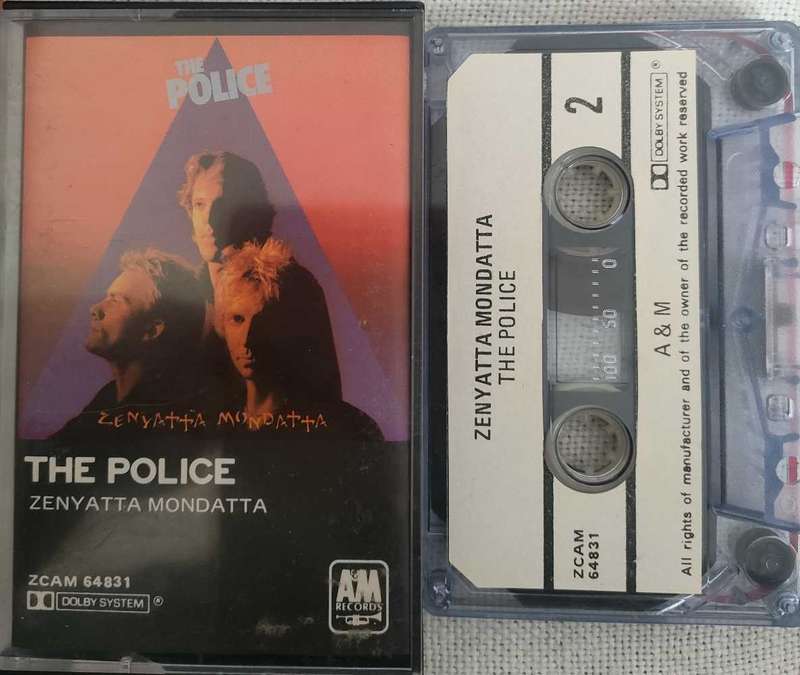 THE
POLICE
ZENYATTA MONDATTA
THE POLICE
ZENYATTA MONDATTA
ZCAM 64831
DOLBY SYSTEM ®
A&M
RECORDS
ZENYATTA MONDATTA
THE POLICE
2
ZCAM
64831
100 50 0
A & M
DOLBY SYSTEM ®
All rights of manufacturer and of the owner of the recorded work reserved